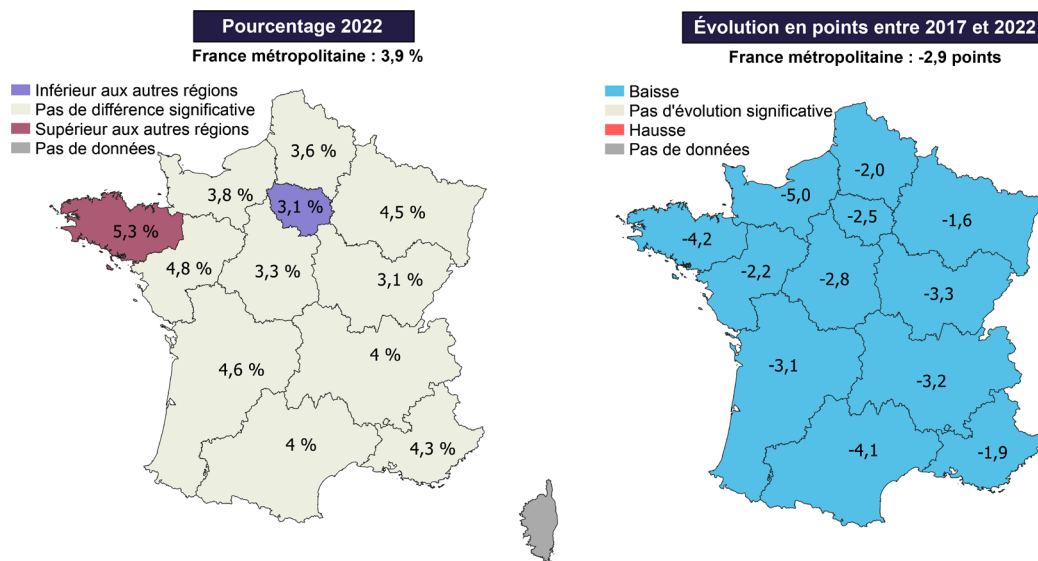 Pourcentage 2022
France métropolitaine : 3,9 %
Inférieur aux autres régions
Pas de différence significative
Supérieur aux autres régions
Pas de données
3,6 %
3,8 %
3,1 %
4,5 %
5,3 %
4,8 %
3,3 %
3,1 %
4,6 %
4 %
4 %
4,3 %
Évolution en points entre 2017 et 2022
France métropolitaine : -2,9 points
Baisse
Pas d'évolution significative
Hausse
Pas de données
-2,0
-5,0
-2,5
-1,6
-4,2
-2,2
-2,8
-3,3
-3,1
-3,2
-4,1
-1,9